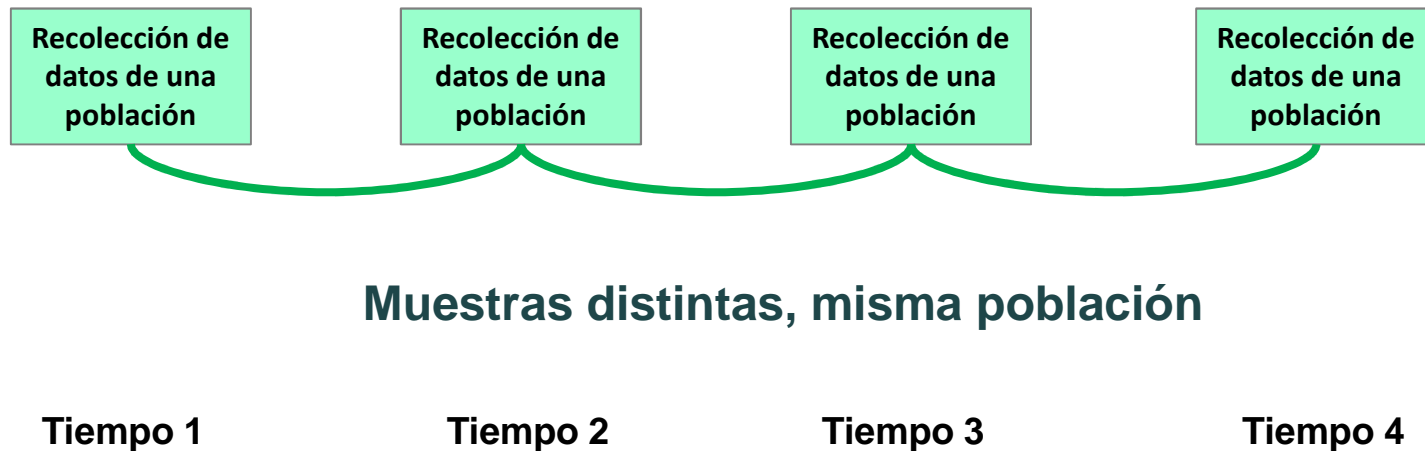 Recolección de
datos de una
población
Recolección de
datos de una
población
Recolección de
datos de una
población
Recolección de
datos de una
población
Muestras distintas, misma población
Tiempo 1
Tiempo 2
Tiempo 3
Tiempo 4